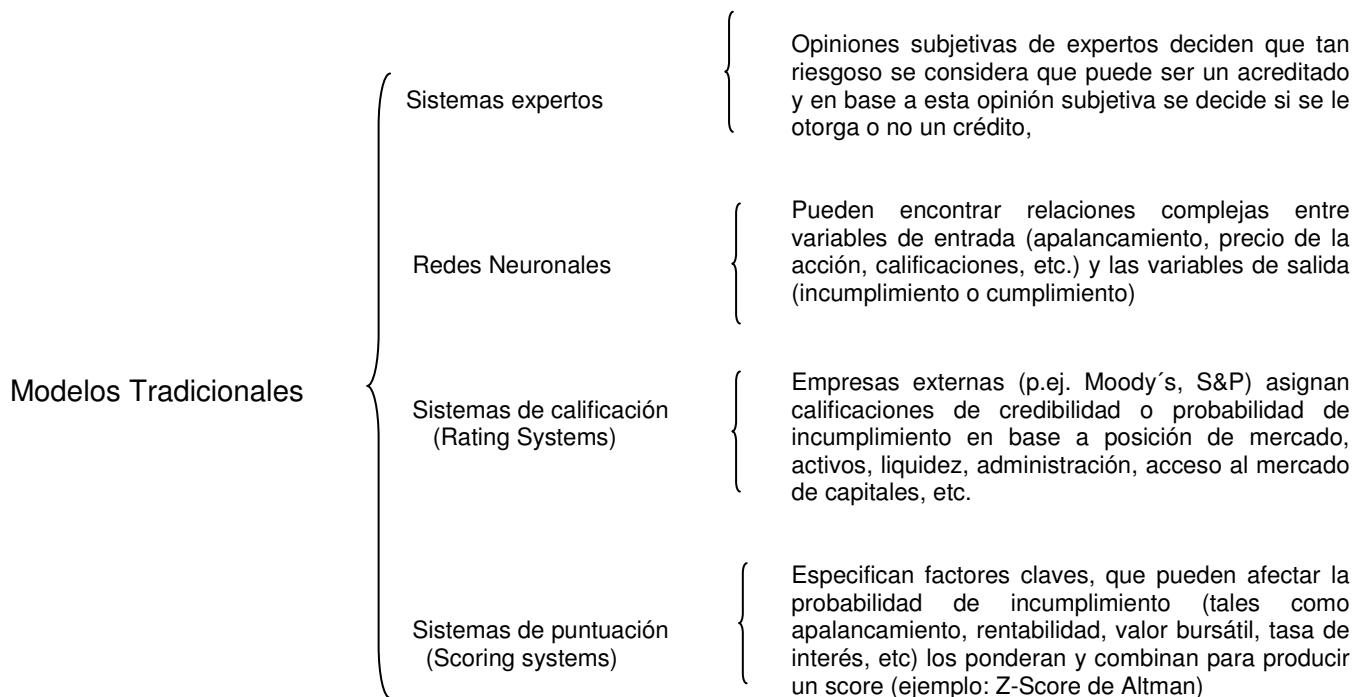 Opiniones subjetivas de expertos deciden que tan
riesgoso se considera que puede ser un acreditado
y en base a esta opinión subjetiva se decide si se le
otorga o no un crédito,
Sistemas expertos
Pueden encontrar relaciones complejas entre
variables de entrada (apalancamiento, precio de la
acción, calificaciones, etc.) y las variables de salida
(incumplimiento o cumplimiento)
Redes Neuronales
Modelos Tradicionales
Empresas externas (p.ej. Moody´s, S&P) asignan
calificaciones de credibilidad o probabilidad de
incumplimiento en base a posición de mercado,
activos, liquidez, administración, acceso al mercado
de capitales, etc.
Sistemas de calificación
(Rating Systems)
Especifican factores claves, que pueden afectar la
probabilidad de incumplimiento (tales como
apalancamiento, rentabilidad, valor bursátil, tasa de
interés, etc) los ponderan y combinan para producir
un score (ejemplo: Z-Score de Altman)
Sistemas de puntuación
(Scoring systems)